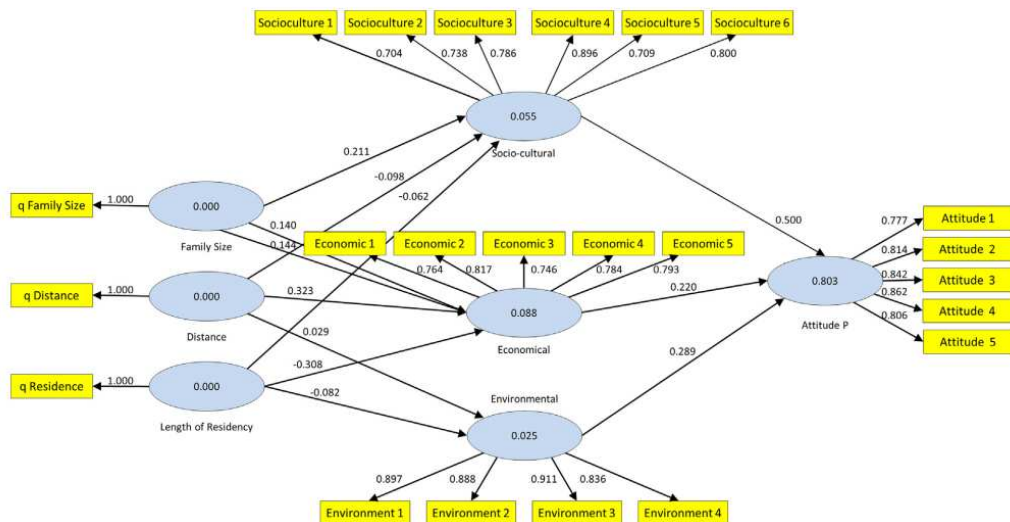 Socioculture 1
Socioculture 2
Socioculture 3
Socioculture 4
Socioculture 5
Socioculture 6
0.704
0.738
0.786
0.896
0.709
0.800
0.055
Socio-cultural
0.211
-0.098
-0.062
0.500
q Family Size
1.000
0.000
Family Size
0.140
0.144
Economic 1
Economic 2
Economic 3
Economic 4
Economic 5
0.764
0.817
0.746
0.784
0.793
q Distance
1.000
0.000
Distance
0.323
0.088
Economical
0.220
0.029
-0.308
-0.082
q Residence
1.000
0.000
Length of Residency
0.289
0.803
Attitude P
0.777
0.814
0.842
0.862
0.806
Attitude 1
Attitude 2
Attitude 3
Attitude 4
Attitude 5
Environmental
0.025
0.897
0.888
0.911
0.836
Environment 1
Environment 2
Environment 3
Environment 4